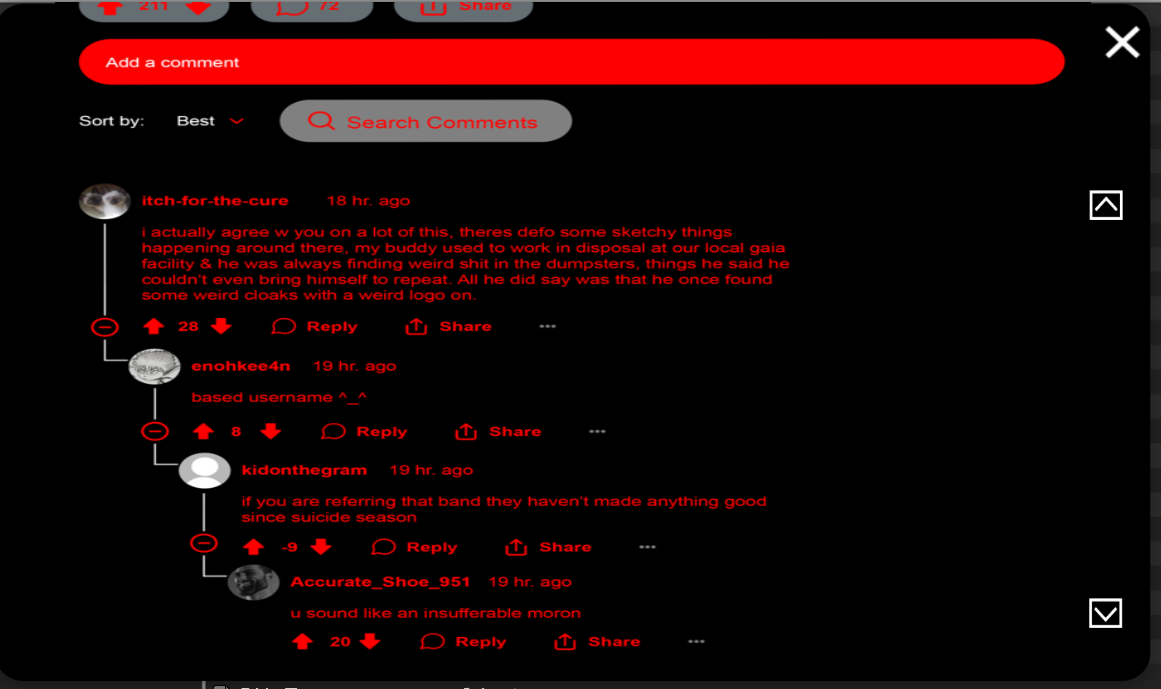 211 72 Share
Add a comment
Sort by: Best Search Comments
itch-for-the-cure 18 hr. ago
i actually agree w you on a lot of this, theres defo some sketchy things
happening around there, my buddy used to work in disposal at our local gaia
facility & he was always finding weird shit in the dumpsters, things he said he
couldn't even bring himself to repeat. All he did say was that he once found
some weird cloaks with a weird logo on.
28 Reply Share ...
enohkee4n 19 hr. ago
based username ^_^
8 Reply Share ...
kidonthegram 19 hr. ago
if you are referring that band they haven't made anything good
since suicide season
-9 Reply Share ...
Accurate_Shoe_951 19 hr. ago
u sound like an insufferable moron
20 Reply Share ...